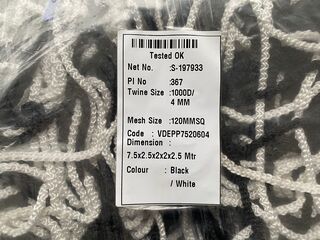 Tested OK
Net No. :S-197933
PI No :367
Twine Size :1000D/
4 MM
Mesh Size :120MMSQ
Code : VDEPP7520604
Dimension :
7.5x2.5x2x2x2.5 Mtr
Colour : Black
/ White